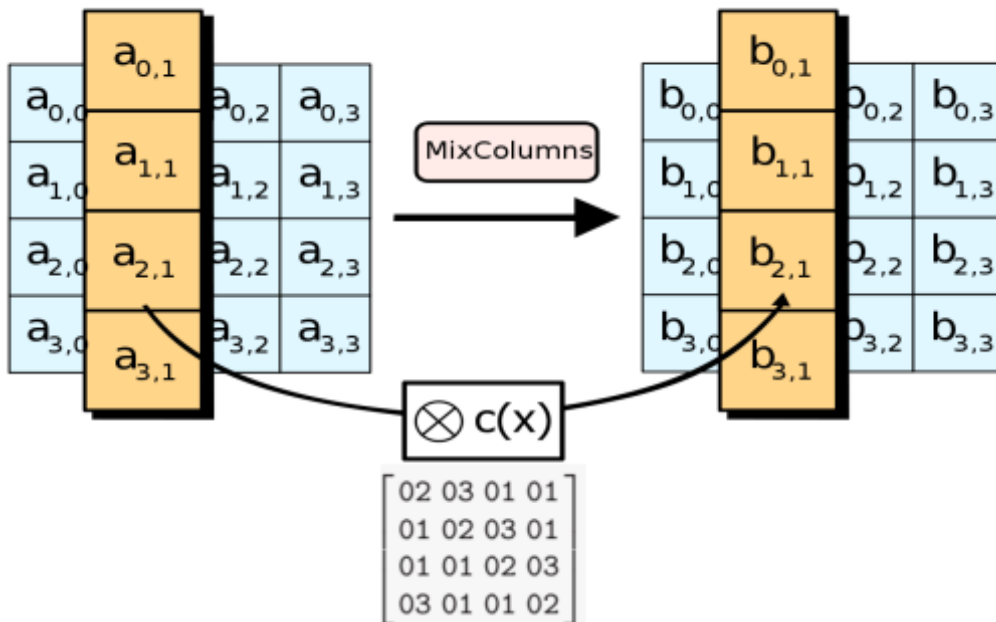 a0,1 b0,1
a0,0 a0,2 a0,3 b0,0 b0,2 b0,3
a1,1 MixColumns b1,1
a1,0 a1,2 a1,3 b1,0 b1,2 b1,3
a2,0 a2,1 a2,2 a2,3 b2,0 b2,1 b2,2 b2,3
a3,0 a3,2 a3,3 b3,0 b3,2 b3,3
a3,1 b3,1
⊗ c(x)
02 03 01 01
01 02 03 01
01 01 02 03
03 01 01 02